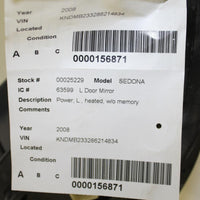 Year 2008
VIN KNDMB233286214834
Located
Condition
A B C 0000156871
Stock # 00025229 Model SEDONA
IC # 63599 L Door Mirror
Description Power, L., heated, w/o memory
Comments
Year 2008
VIN KNDMB233286214834
Located
Condition
A B C 0000156871